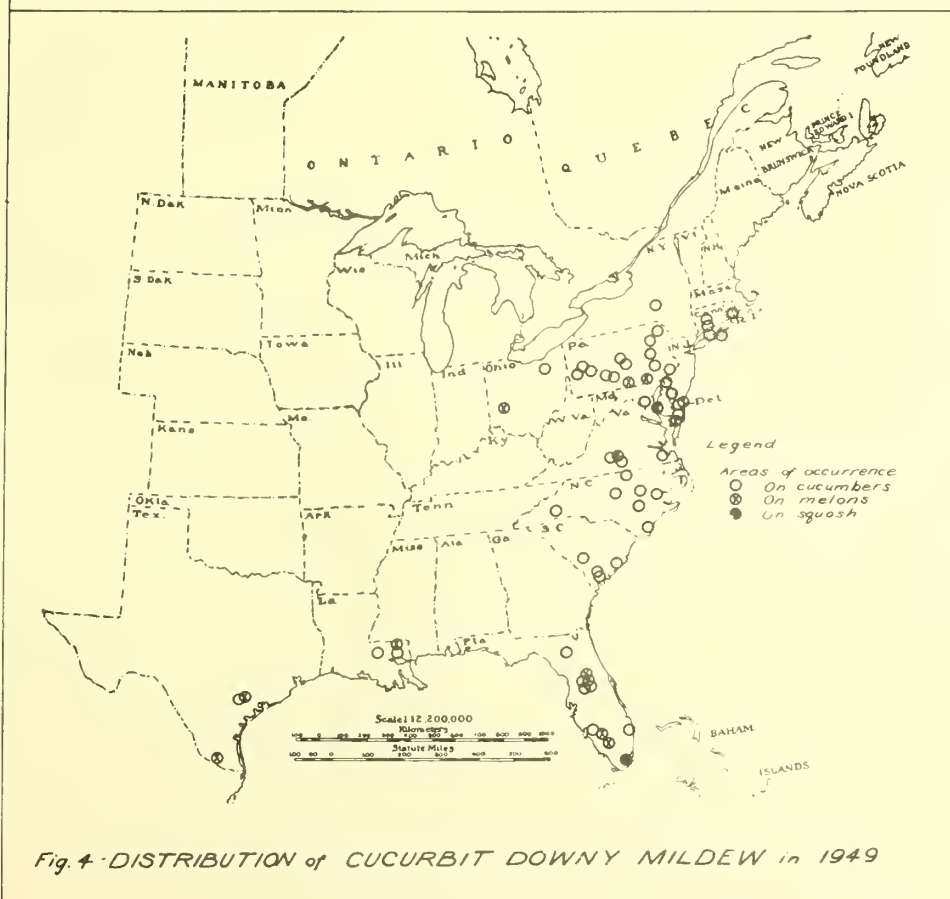 NEW
FOUNDLAND
MANITOBA
ONTARIO
QUEBEC
PRINCE
EDWARD I
NEW
BRUNSWICK
NOVA SCOTIA
Maine
N. Dak
Minn
Wis
Mich
N Y
Vt
N.H.
S Dak
Mass
Conn
R I
Iowa
Neb
Ill
Ind
Ohio
Pa
N J
Md
Del
Mo
W Va
Va
Kans
Ky
Legend
Areas of occurrence
On cucumbers
On melons
On squash
N C
Okla
Tex.
Ark
Tenn
S C
Miss
Ala
Ga
La
Fla
Scale 1:12,200,000
Kilometers
Statute Miles
BAHAM
ISLANDS
Fig. 4 - DISTRIBUTION of CUCURBIT DOWNY MILDEW in 1949